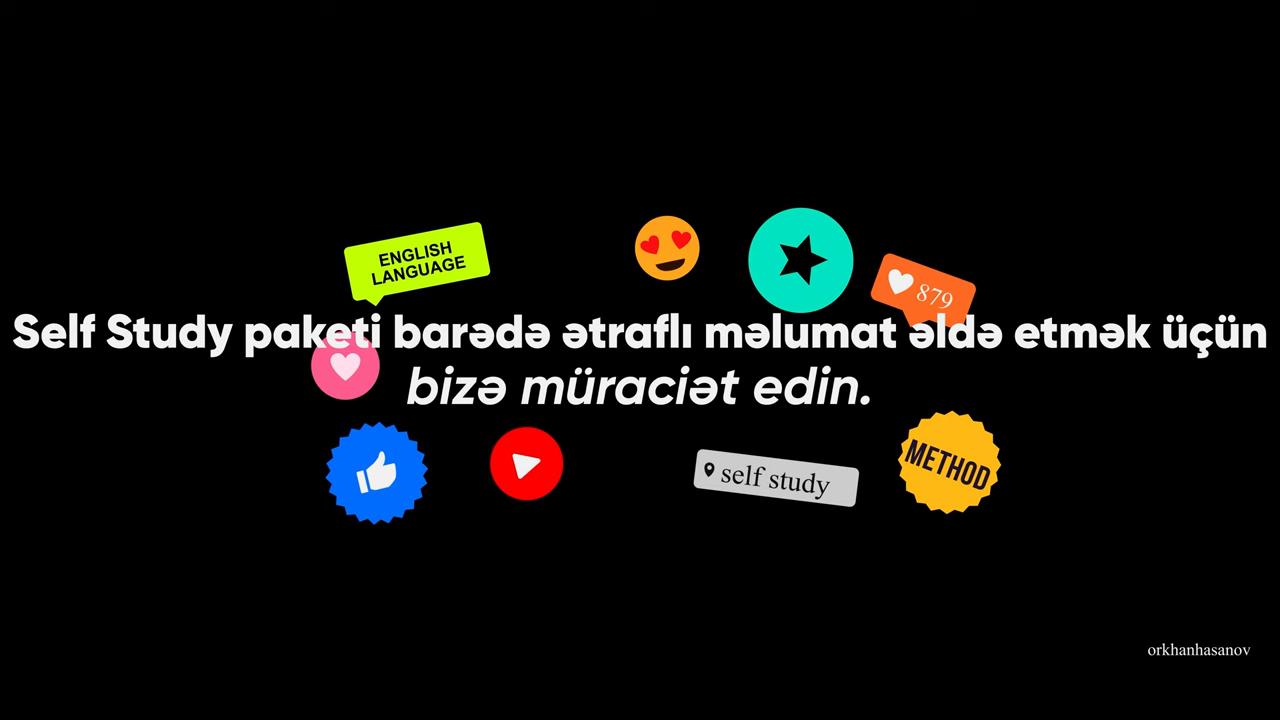 ENGLISH
LANGUAGE
879
Self Study paketi barədə ətraflı məlumat əldə etmək üçün
bizə müraciət edin.
self study
METHOD
orkhanhasanov